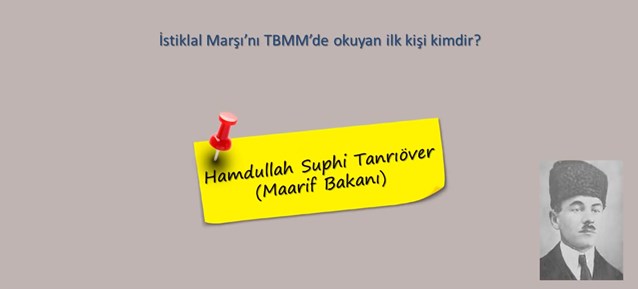 İstiklal Marşı’nı TBMM’de okuyan ilk kişi kimdir?
Hamdullah Suphi Tanrıöver
(Maarif Bakanı)